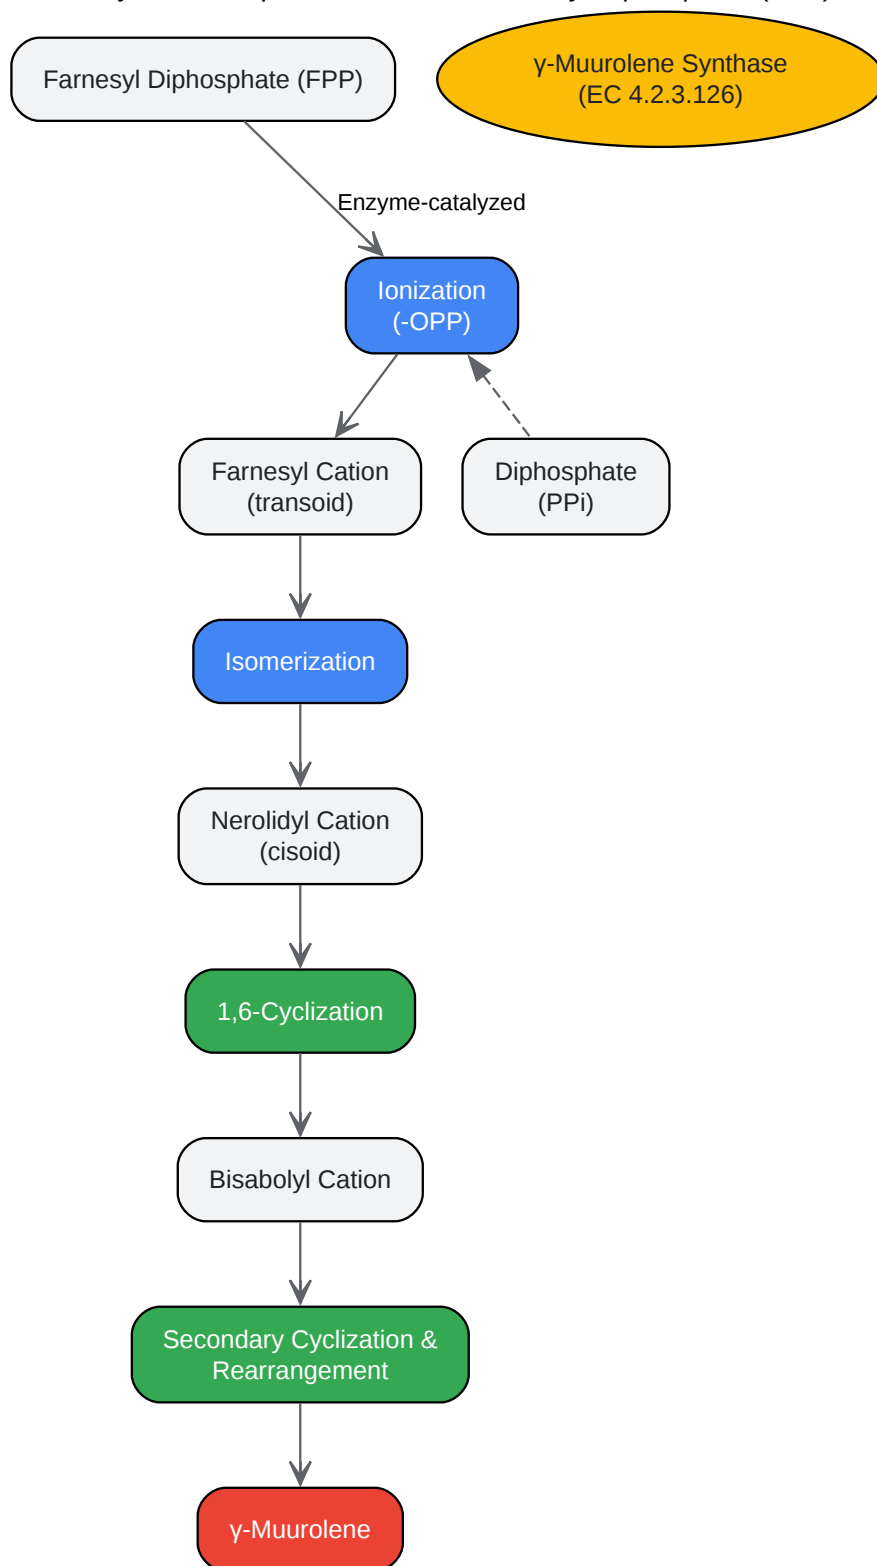 Farnesyl Diphosphate (FPP)
γ-Muurolene Synthase
(EC 4.2.3.126)
Enzyme-catalyzed
Ionization
(-OPP)
Farnesyl Cation
(transoid)
Diphosphate
(PPi)
Isomerization
Nerolidyl Cation
(cisoid)
1,6-Cyclization
Bisabolyl Cation
Secondary Cyclization &
Rearrangement
γ-Muurolene